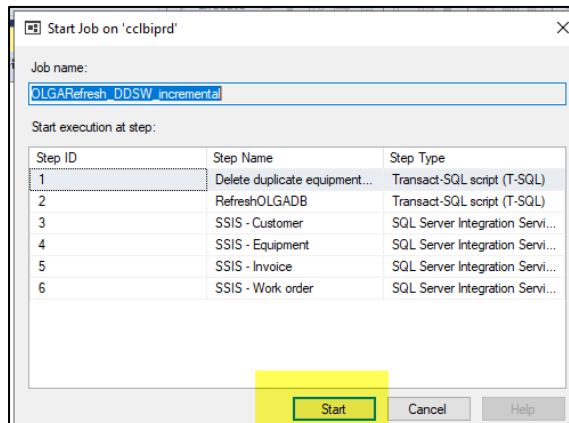 Start Job on 'cclbiprd'
Job name:
OLGARefresh_DDSW_incremental
Start execution at step:
Step ID Step Name Step Type
1 Delete duplicate equipment... Transact-SQL script (T-SQL)
2 RefreshOLGADB Transact-SQL script (T-SQL)
3 SSIS - Customer SQL Server Integration Servi...
4 SSIS - Equipment SQL Server Integration Servi...
5 SSIS - Invoice SQL Server Integration Servi...
6 SSIS - Work order SQL Server Integration Servi...
Start Cancel Help